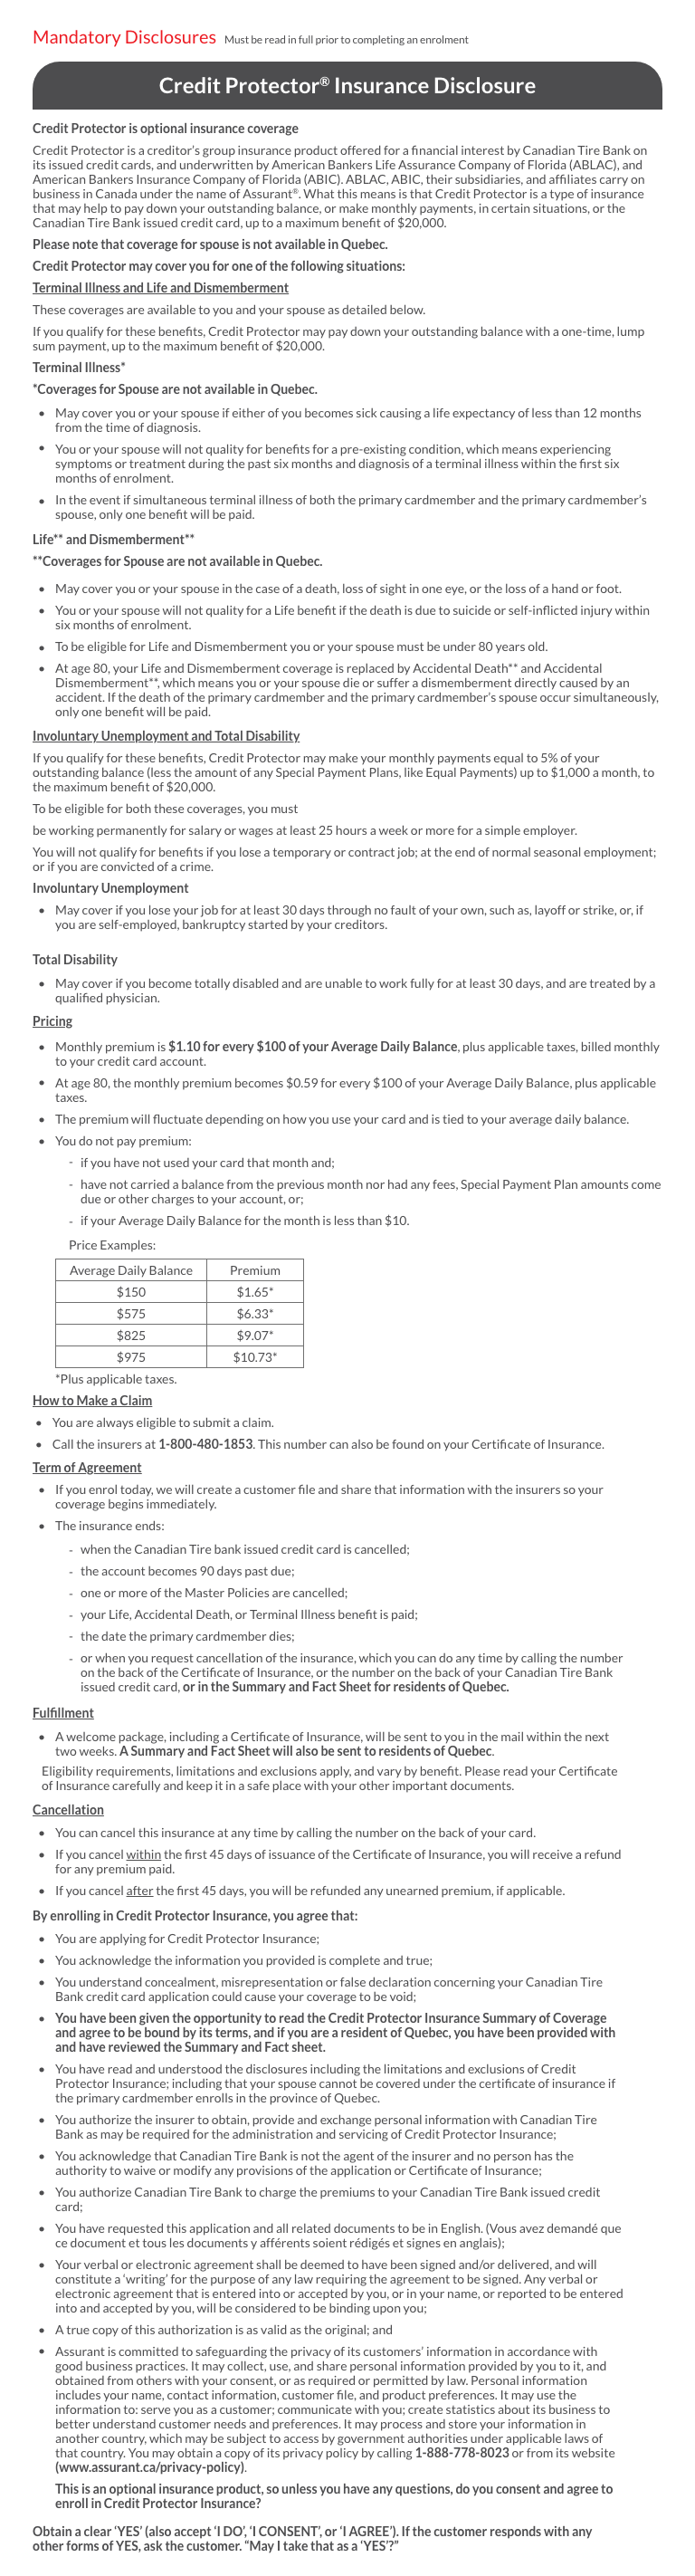 Mandatory Disclosures Must be read in full prior to completing an enrolment
Credit Protector® Insurance Disclosure
Credit Protector is optional insurance coverage
Credit Protector is a creditor's group insurance product offered for a financial interest by Canadian Tire Bank on
its issued credit cards, and underwritten by American Bankers Life Assurance Company of Florida (ABLAC), and
American Bankers Insurance Company of Florida (ABIC). ABLAC, ABIC, their subsidiaries, and affiliates carry on
business in Canada under the name of Assurant®. What this means is that Credit Protector is a type of insurance
that may help to pay down your outstanding balance, or make monthly payments, in certain situations, or the
Canadian Tire Bank issued credit card, up to a maximum benefit of $20,000.
Please note that coverage for spouse is not available in Quebec.
Credit Protector may cover you for one of the following situations:
Terminal Illness and Life and Dismemberment
These coverages are available to you and your spouse as detailed below.
If you qualify for these benefits, Credit Protector may pay down your outstanding balance with a one-time, lump
sum payment, up to the maximum benefit of $20,000.
Terminal Illness*
*Coverages for Spouse are not available in Quebec.
• May cover you or your spouse if either of you becomes sick causing a life expectancy of less than 12 months
from the time of diagnosis.
• You or your spouse will not quality for benefits for a pre-existing condition, which means experiencing
symptoms or treatment during the past six months and diagnosis of a terminal illness within the first six
months of enrolment.
• In the event if simultaneous terminal illness of both the primary cardmember and the primary cardmember's
spouse, only one benefit will be paid.
Life** and Dismemberment**
**Coverages for Spouse are not available in Quebec.
• May cover you or your spouse in the case of a death, loss of sight in one eye, or the loss of a hand or foot.
• You or your spouse will not quality for a Life benefit if the death is due to suicide or self-inflicted injury within
six months of enrolment.
• To be eligible for Life and Dismemberment you or your spouse must be under 80 years old.
• At age 80, your Life and Dismemberment coverage is replaced by Accidental Death** and Accidental
Dismemberment**, which means you or your spouse die or suffer a dismemberment directly caused by an
accident. If the death of the primary cardmember and the primary cardmember's spouse occur simultaneously,
only one benefit will be paid.
Involuntary Unemployment and Total Disability
If you qualify for these benefits, Credit Protector may make your monthly payments equal to 5% of your
outstanding balance (less the amount of any Special Payment Plans, like Equal Payments) up to $1,000 a month, to
the maximum benefit of $20,000.
To be eligible for both these coverages, you must
be working permanently for salary or wages at least 25 hours a week or more for a simple employer.
You will not qualify for benefits if you lose a temporary or contract job; at the end of normal seasonal employment;
or if you are convicted of a crime.
Involuntary Unemployment
• May cover if you lose your job for at least 30 days through no fault of your own, such as, layoff or strike, or, if
you are self-employed, bankruptcy started by your creditors.
Total Disability
• May cover if you become totally disabled and are unable to work fully for at least 30 days, and are treated by a
qualified physician.
Pricing
• Monthly premium is $1.10 for every $100 of your Average Daily Balance, plus applicable taxes, billed monthly
to your credit card account.
• At age 80, the monthly premium becomes $0.59 for every $100 of your Average Daily Balance, plus applicable
taxes.
• The premium will fluctuate depending on how you use your card and is tied to your average daily balance.
• You do not pay premium:
- if you have not used your card that month and;
- have not carried a balance from the previous month nor had any fees, Special Payment Plan amounts come
due or other charges to your account, or;
- if your Average Daily Balance for the month is less than $10.
Price Examples:
Average Daily Balance Premium
$150 $1.65*
$575 $6.33*
$825 $9.07*
$975 $10.73*
*Plus applicable taxes.
How to Make a Claim
• You are always eligible to submit a claim.
• Call the insurers at 1-800-480-1853. This number can also be found on your Certificate of Insurance.
Term of Agreement
• If you enrol today, we will create a customer file and share that information with the insurers so your
coverage begins immediately.
• The insurance ends:
- when the Canadian Tire bank issued credit card is cancelled;
- the account becomes 90 days past due;
- one or more of the Master Policies are cancelled;
- your Life, Accidental Death, or Terminal Illness benefit is paid;
- the date the primary cardmember dies;
- or when you request cancellation of the insurance, which you can do any time by calling the number
on the back of the Certificate of Insurance, or the number on the back of your Canadian Tire Bank
issued credit card, or in the Summary and Fact Sheet for residents of Quebec.
Fulfillment
• A welcome package, including a Certificate of Insurance, will be sent to you in the mail within the next
two weeks. A Summary and Fact Sheet will also be sent to residents of Quebec.
Eligibility requirements, limitations and exclusions apply, and vary by benefit. Please read your Certificate
of Insurance carefully and keep it in a safe place with your other important documents.
Cancellation
• You can cancel this insurance at any time by calling the number on the back of your card.
• If you cancel within the first 45 days of issuance of the Certificate of Insurance, you will receive a refund
for any premium paid.
• If you cancel after the first 45 days, you will be refunded any unearned premium, if applicable.
By enrolling in Credit Protector Insurance, you agree that:
• You are applying for Credit Protector Insurance;
• You acknowledge the information you provided is complete and true;
• You understand concealment, misrepresentation or false declaration concerning your Canadian Tire
Bank credit card application could cause your coverage to be void;
• You have been given the opportunity to read the Credit Protector Insurance Summary of Coverage
and agree to be bound by its terms, and if you are a resident of Quebec, you have been provided with
and have reviewed the Summary and Fact sheet.
• You have read and understood the disclosures including the limitations and exclusions of Credit
Protector Insurance; including that your spouse cannot be covered under the certificate of insurance if
the primary cardmember enrolls in the province of Quebec.
• You authorize the insurer to obtain, provide and exchange personal information with Canadian Tire
Bank as may be required for the administration and servicing of Credit Protector Insurance;
• You acknowledge that Canadian Tire Bank is not the agent of the insurer and no person has the
authority to waive or modify any provisions of the application or Certificate of Insurance;
• You authorize Canadian Tire Bank to charge the premiums to your Canadian Tire Bank issued credit
card;
• You have requested this application and all related documents to be in English. (Vous avez demandé que
ce document et tous les documents y afférents soient rédigés et signes en anglais);
• Your verbal or electronic agreement shall be deemed to have been signed and/or delivered, and will
constitute a 'writing' for the purpose of any law requiring the agreement to be signed. Any verbal or
electronic agreement that is entered into or accepted by you, or in your name, or reported to be entered
into and accepted by you, will be considered to be binding upon you;
• A true copy of this authorization is as valid as the original; and
• Assurant is committed to safeguarding the privacy of its customers' information in accordance with
good business practices. It may collect, use, and share personal information provided by you to it, and
obtained from others with your consent, or as required or permitted by law. Personal information
includes your name, contact information, customer file, and product preferences. It may use the
information to: serve you as a customer; communicate with you; create statistics about its business to
better understand customer needs and preferences. It may process and store your information in
another country, which may be subject to access by government authorities under applicable laws of
that country. You may obtain a copy of its privacy policy by calling 1-888-778-8023 or from its website
(www.assurant.ca/privacy-policy).
This is an optional insurance product, so unless you have any questions, do you consent and agree to
enroll in Credit Protector Insurance?
Obtain a clear 'YES' (also accept 'I DO', 'I CONSENT', or 'I AGREE'). If the customer responds with any
other forms of YES, ask the customer. "May I take that as a 'YES'?"